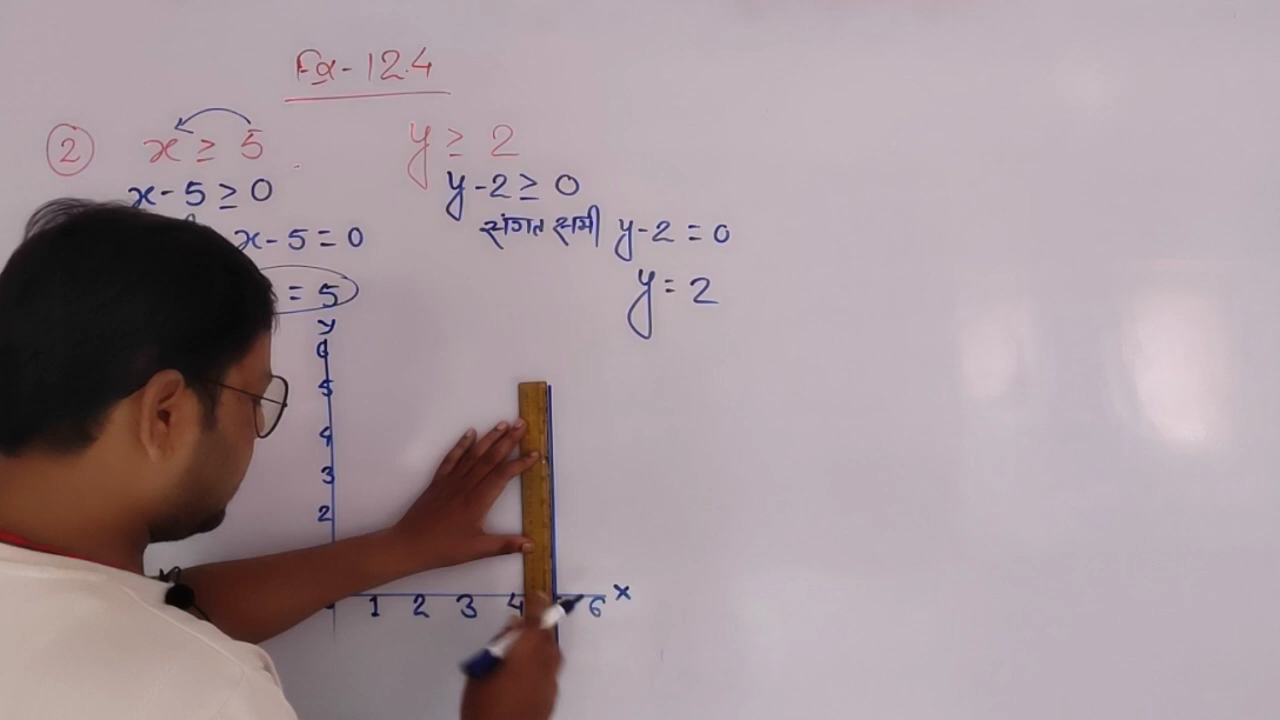 Ex-12.4
② x ≥ 5 y ≥ 2
x-5 ≥ 0 y-2 ≥ 0
x-5 = 0 संगत समी y-2 = 0
= 5 y = 2
y
6
5
4
3
2
1 2 3 4 6 x